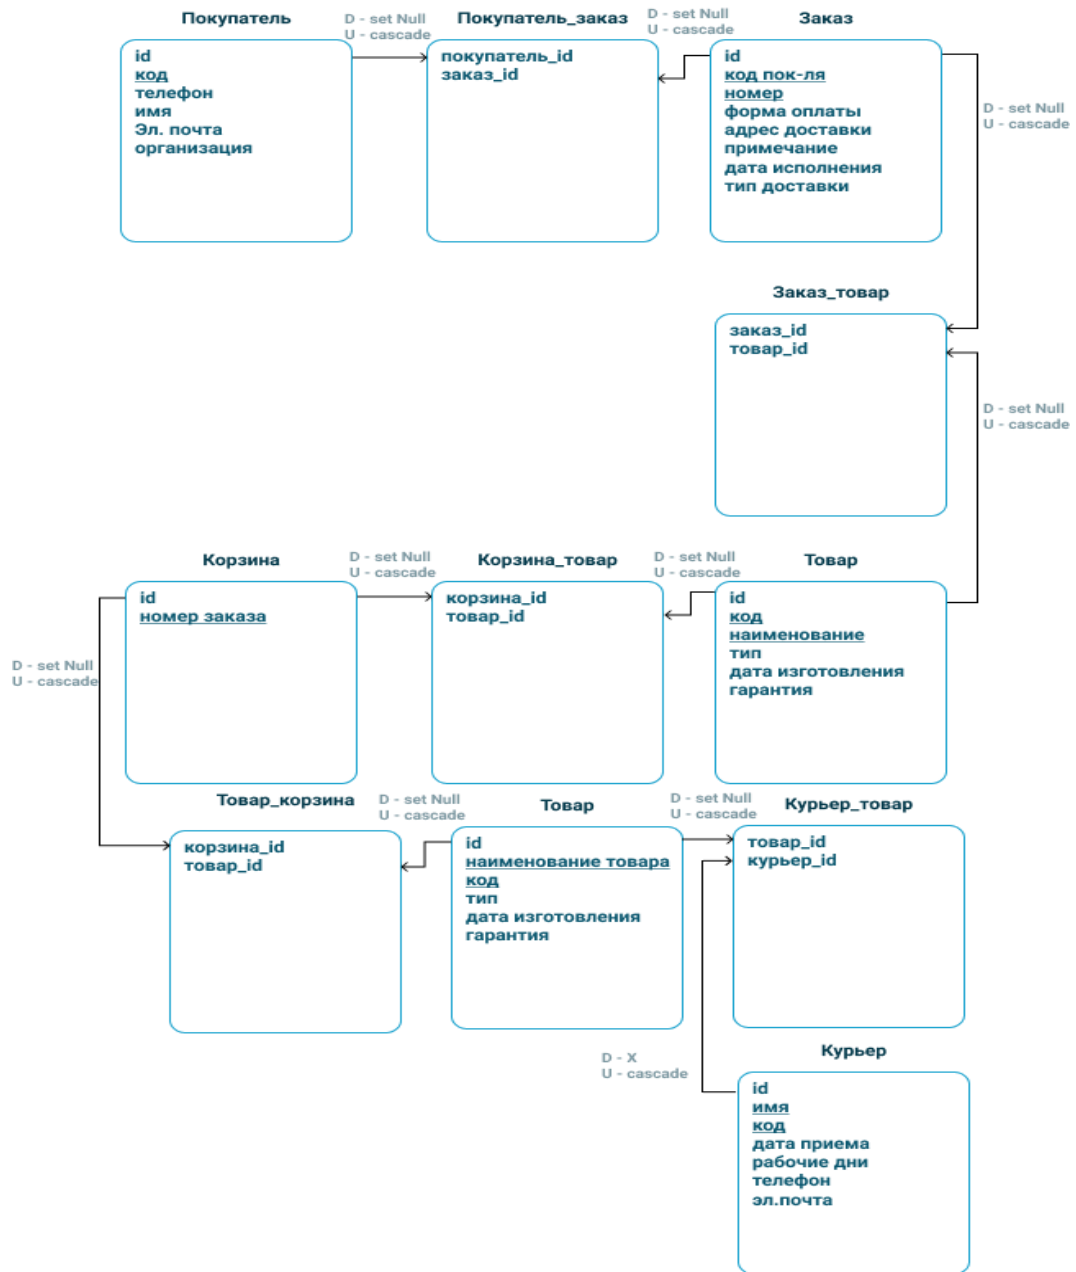 Покупатель
D - set Null
U - cascade
Покупатель_заказ
D - set Null
U - cascade
Заказ
id
код
телефон
имя
Эл. почта
организация
покупатель_id
заказ_id
id
код пок-ля
номер
форма оплаты
адрес доставки
примечание
дата исполнения
тип доставки
D - set Null
U - cascade
Заказ_товар
заказ_id
товар_id
D - set Null
U - cascade
Корзина
D - set Null
U - cascade
Корзина_товар
D - set Null
U - cascade
Товар
id
номер заказа
корзина_id
товар_id
id
код
наименование
тип
дата изготовления
гарантия
D - set Null
U - cascade
Товар_корзина
D - set Null
U - cascade
Товар
D - set Null
U - cascade
Курьер_товар
корзина_id
товар_id
id
наименование товара
код
тип
дата изготовления
гарантия
товар_id
курьер_id
D - X
U - cascade
Курьер
id
имя
код
дата приема
рабочие дни
телефон
эл.почта